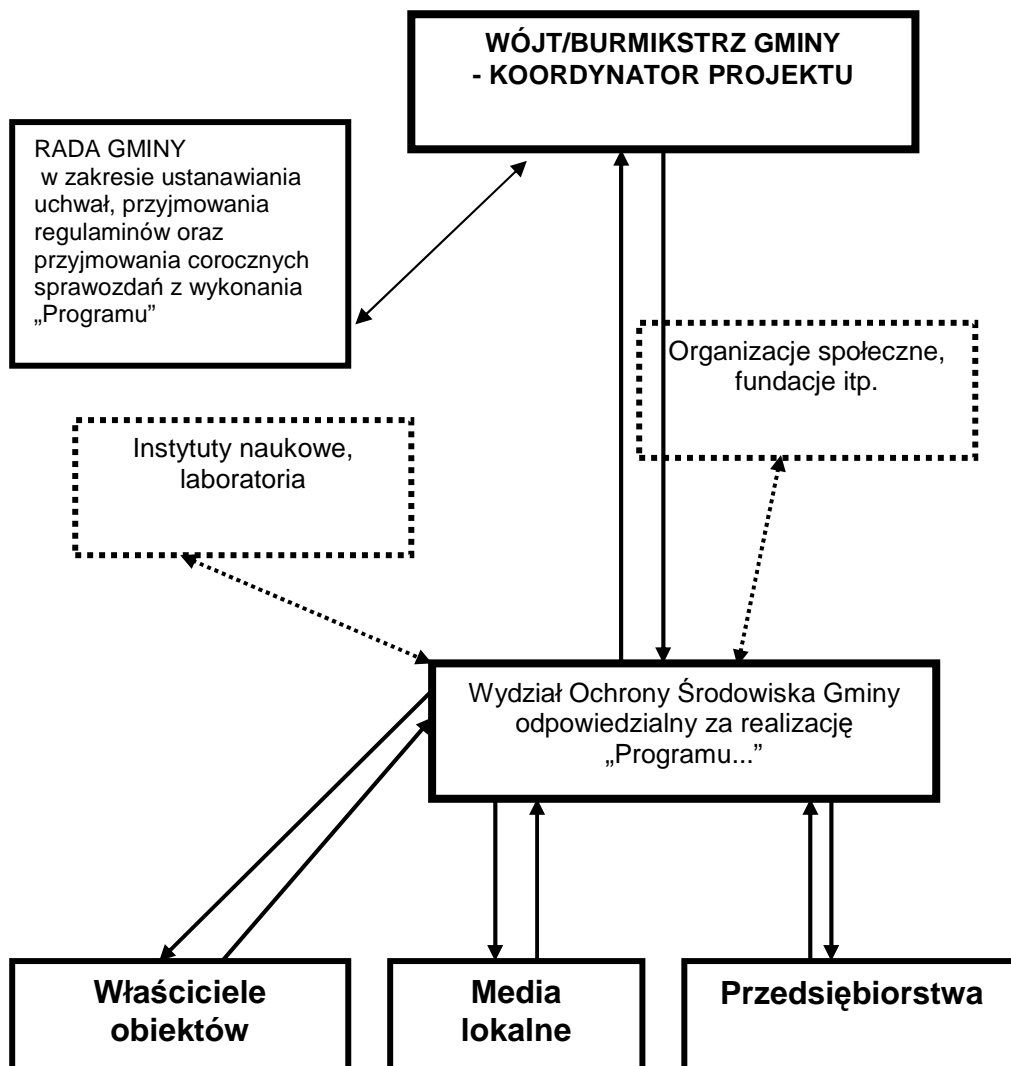 WÓJT/BURMIKSTRZ GMINY
- KOORDYNATOR PROJEKTU
RADA GMINY
w zakresie ustanawiania
uchwał, przyjmowania
regulaminów oraz
przyjmowania corocznych
sprawozdań z wykonania
„Programu”
Organizacje społeczne,
fundacje itp.
Instytuty naukowe,
laboratoria
Wydział Ochrony Środowiska Gminy
odpowiedzialny za realizację
„Programu...”
Właściciele
obiektów
Media
lokalne
Przedsiębiorstwa